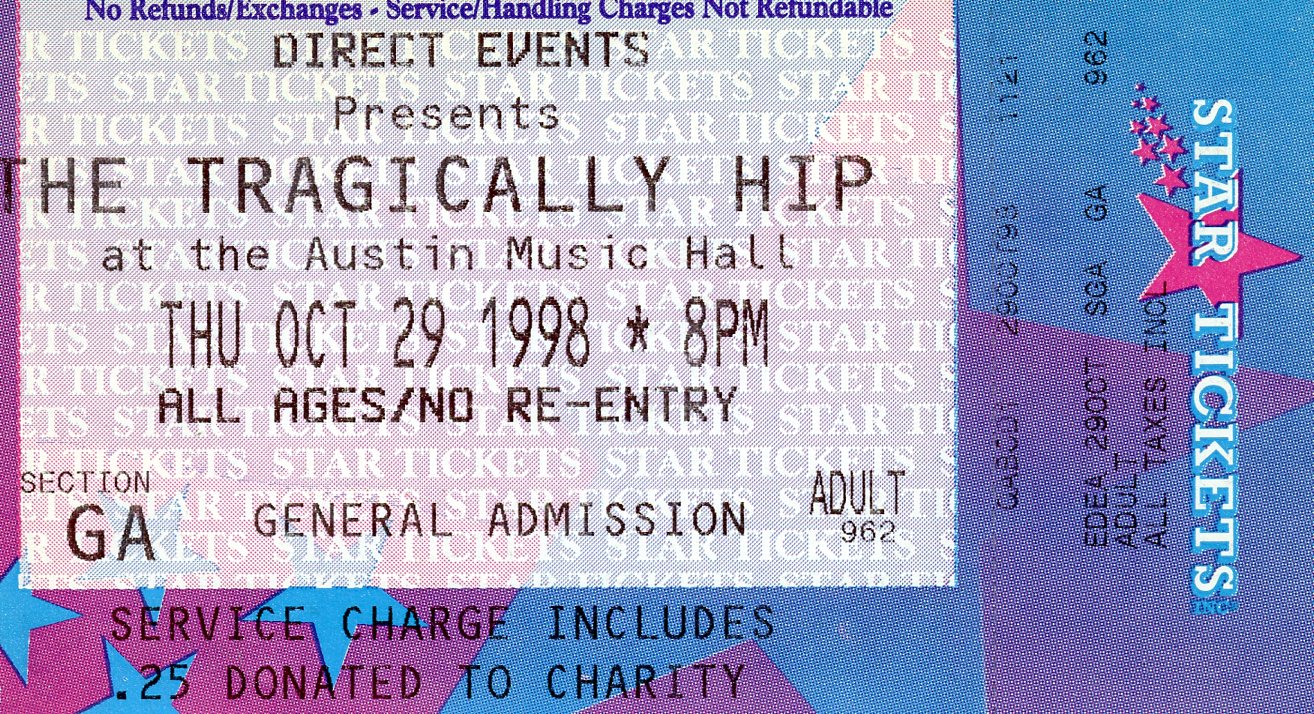 No Refunds/Exchanges - Service/Handling Charges Not Refundable
DIRECT EVENTS
Presents
THE TRAGICALLY HIP
at the Austin Music Hall
THU OCT 29 1998 * 8PM
ALL AGES/NO RE-ENTRY
SECTION
GA
GENERAL ADMISSION
ADULT
962
SERVICE CHARGE INCLUDES
.25 DONATED TO CHARITY
EDEA 29OCT SGA GA 962
ADULT
ALL TAXES INCL
STAR TICKETS